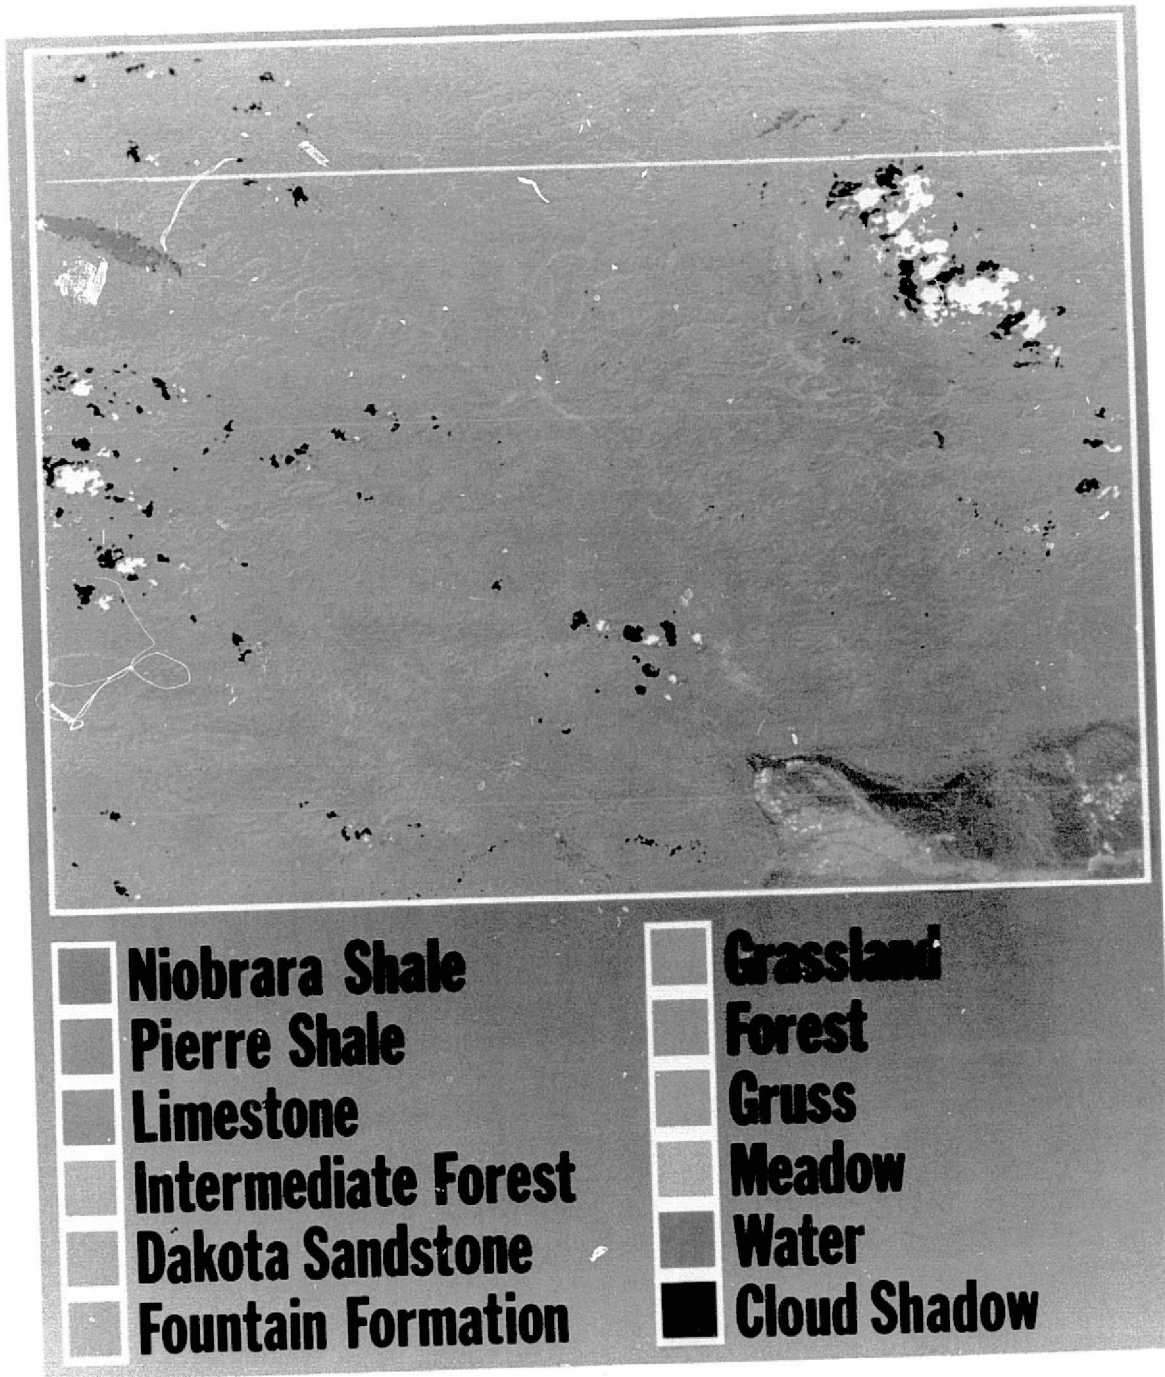 Niobrara Shale
Pierre Shale
Limestone
Intermediate Forest
Dakota Sandstone
Fountain Formation
Grassland
Forest
Gruss
Meadow
Water
Cloud Shadow